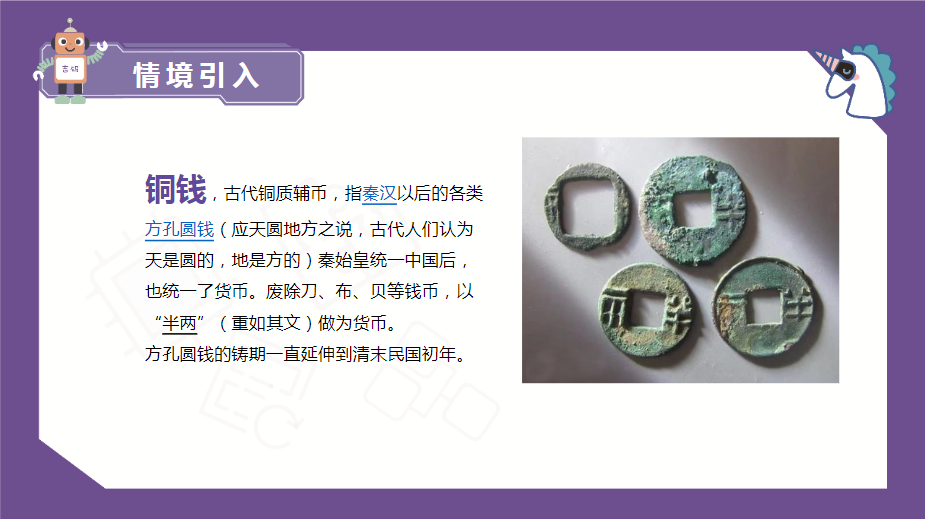 情境引入
铜钱，古代铜质辅币，指秦汉以后的各类
方孔圆钱（应天圆地方之说，古代人们认为
天是圆的，地是方的）秦始皇统一中国后，
也统一了货币。废除刀、布、贝等钱币，以
“半两”（重如其文）做为货币。
方孔圆钱的铸期一直延伸到清末民国初年。